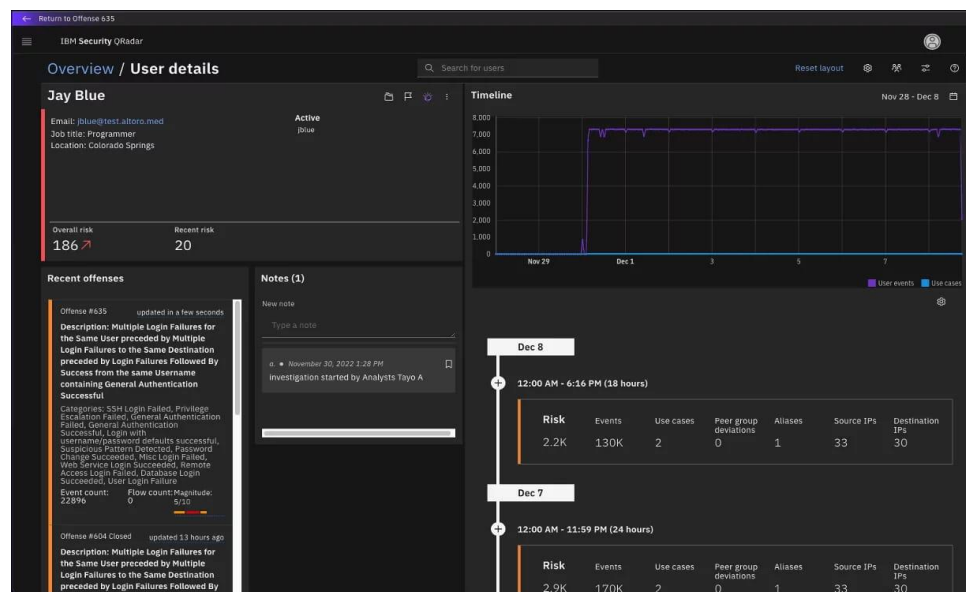 Return to Offense 635
IBM Security QRadar
Overview / User details
Search for users
Reset layout
Jay Blue
Email: jblue@test.altoro.med
Job title: Programmer
Location: Colorado Springs
Active
jblue
Overall risk
186
Recent risk
20
Timeline
Nov 28 - Dec 8
8,000
7,000
6,000
5,000
4,000
3,000
2,000
1,000
0
Nov 29
Dec 1
3
5
7
User events
Use cases
Recent offenses
Offense #635
updated in a few seconds
Description: Multiple Login Failures for
the Same User preceded by Multiple
Login Failures to the Same Destination
preceded by Login Failures Followed By
Success from the same Username
containing General Authentication
Successful
Categories: SSH Login Failed, Privilege
Escalation Failed, General Authentication
Failed, General Authentication
Successful, Login with
username/password defaults successful,
Suspicious Pattern Detected, Password
Change Succeeded, Misc Login Failed,
Web Service Login Succeeded, Remote
Access Login Failed, Database Login
Succeeded, User Login Failure
Event count:
22896
Flow count:
0
Magnitude:
5/10
Offense #604 Closed
updated 13 hours ago
Description: Multiple Login Failures for
the Same User preceded by Multiple
Login Failures to the Same Destination
preceded by Login Failures Followed By
Notes (1)
New note
Type a note
a. • November 30, 2022 1:28 PM
investigation started by Analysts Tayo A
Dec 8
12:00 AM - 6:16 PM (18 hours)
Risk
2.2K
Events
130K
Use cases
2
Peer group
deviations
0
Aliases
1
Source IPs
33
Destination
IPs
30
Dec 7
12:00 AM - 11:59 PM (24 hours)
Risk
2.9K
Events
170K
Use cases
2
Peer group
deviations
0
Aliases
1
Source IPs
33
Destination
IPs
30